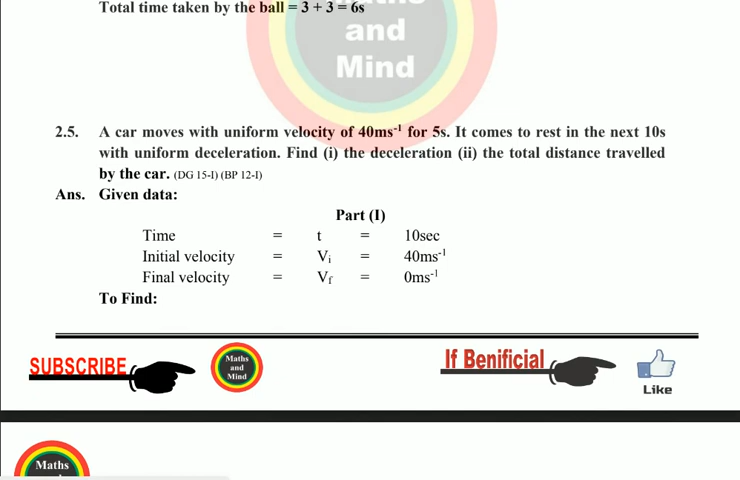 Total time taken by the ball = 3 + 3 = 6s
and
Mind
2.5. A car moves with uniform velocity of 40ms⁻¹ for 5s. It comes to rest in the next 10s
with uniform deceleration. Find (i) the deceleration (ii) the total distance travelled
by the car. (DG 15-I) (BP 12-I)
Ans. Given data:
Part (I)
Time = t = 10sec
Initial velocity = Vᵢ = 40ms⁻¹
Final velocity = V_f = 0ms⁻¹
To Find:
SUBSCRIBE
Maths
and
Mind
If Benificial
Like
Maths